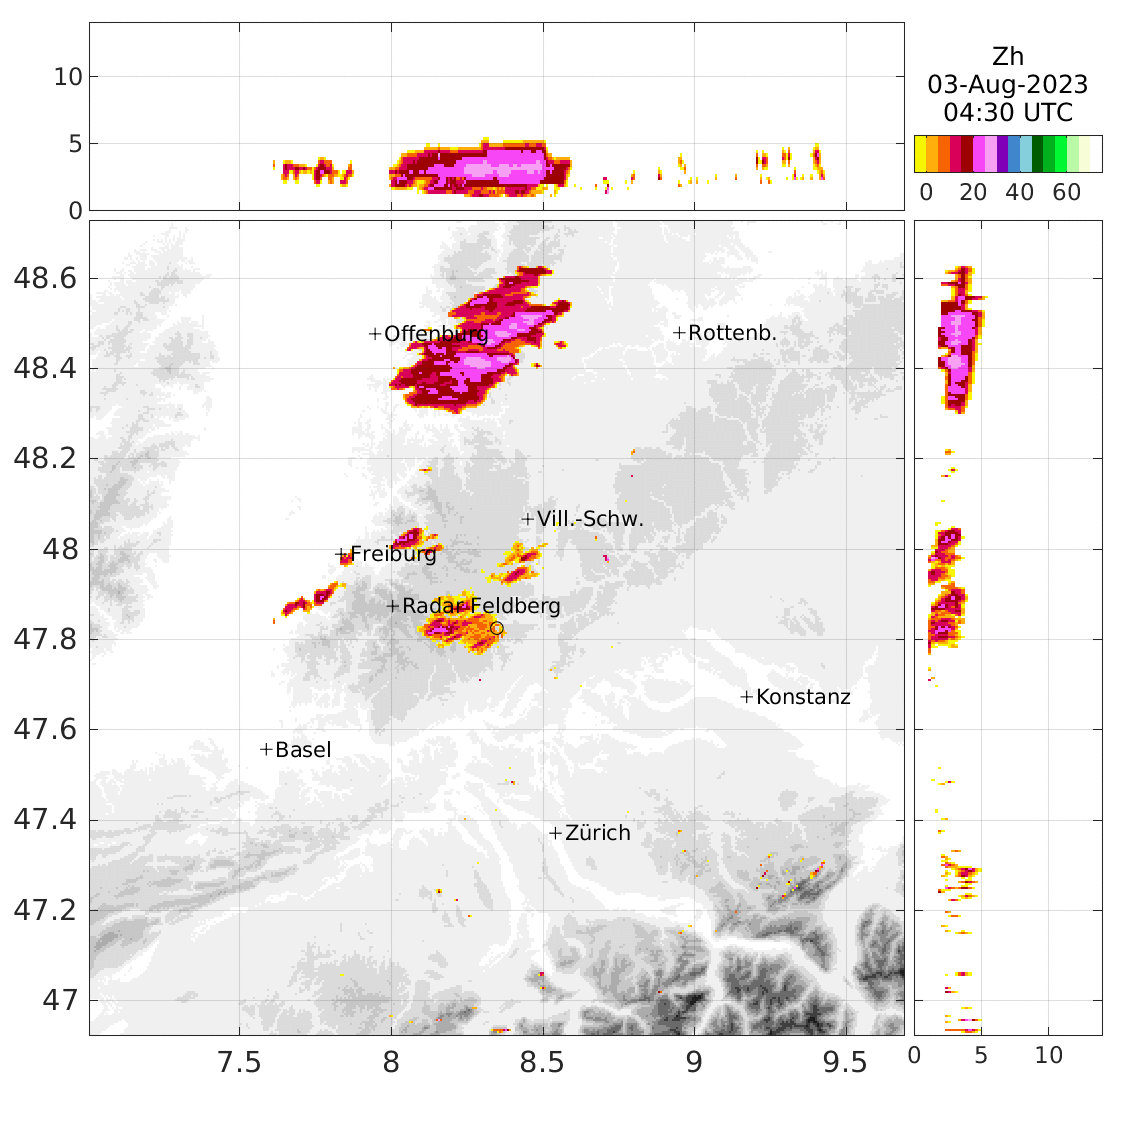 10
5
0
Zh
03-Aug-2023
04:30 UTC
0 20 40 60
48.6
48.4
48.2
48
47.8
47.6
47.4
47.2
47
Offenburg
Rottenb.
Vill.-Schw.
Freiburg
Radar Feldberg
Konstanz
Basel
Zürich
7.5 8 8.5 9 9.5
0 5 10